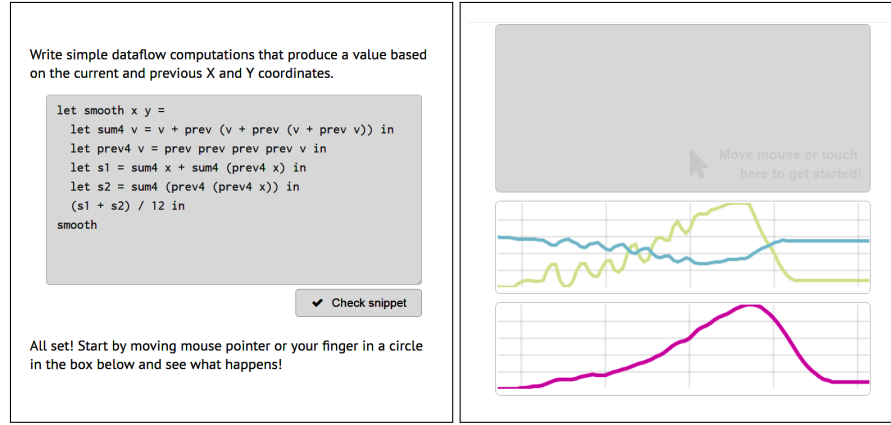 Write simple dataflow computations that produce a value based
on the current and previous X and Y coordinates.
let smooth x y =
  let sum4 v = v + prev (v + prev (v + prev v)) in
  let prev4 v = prev prev prev prev v in
  let s1 = sum4 x + sum4 (prev4 x) in
  let s2 = sum4 (prev4 (prev4 x)) in
  (s1 + s2) / 12 in
smooth
✔ Check snippet
All set! Start by moving mouse pointer or your finger in a circle
in the box below and see what happens!
Move mouse or touch
here to get started!